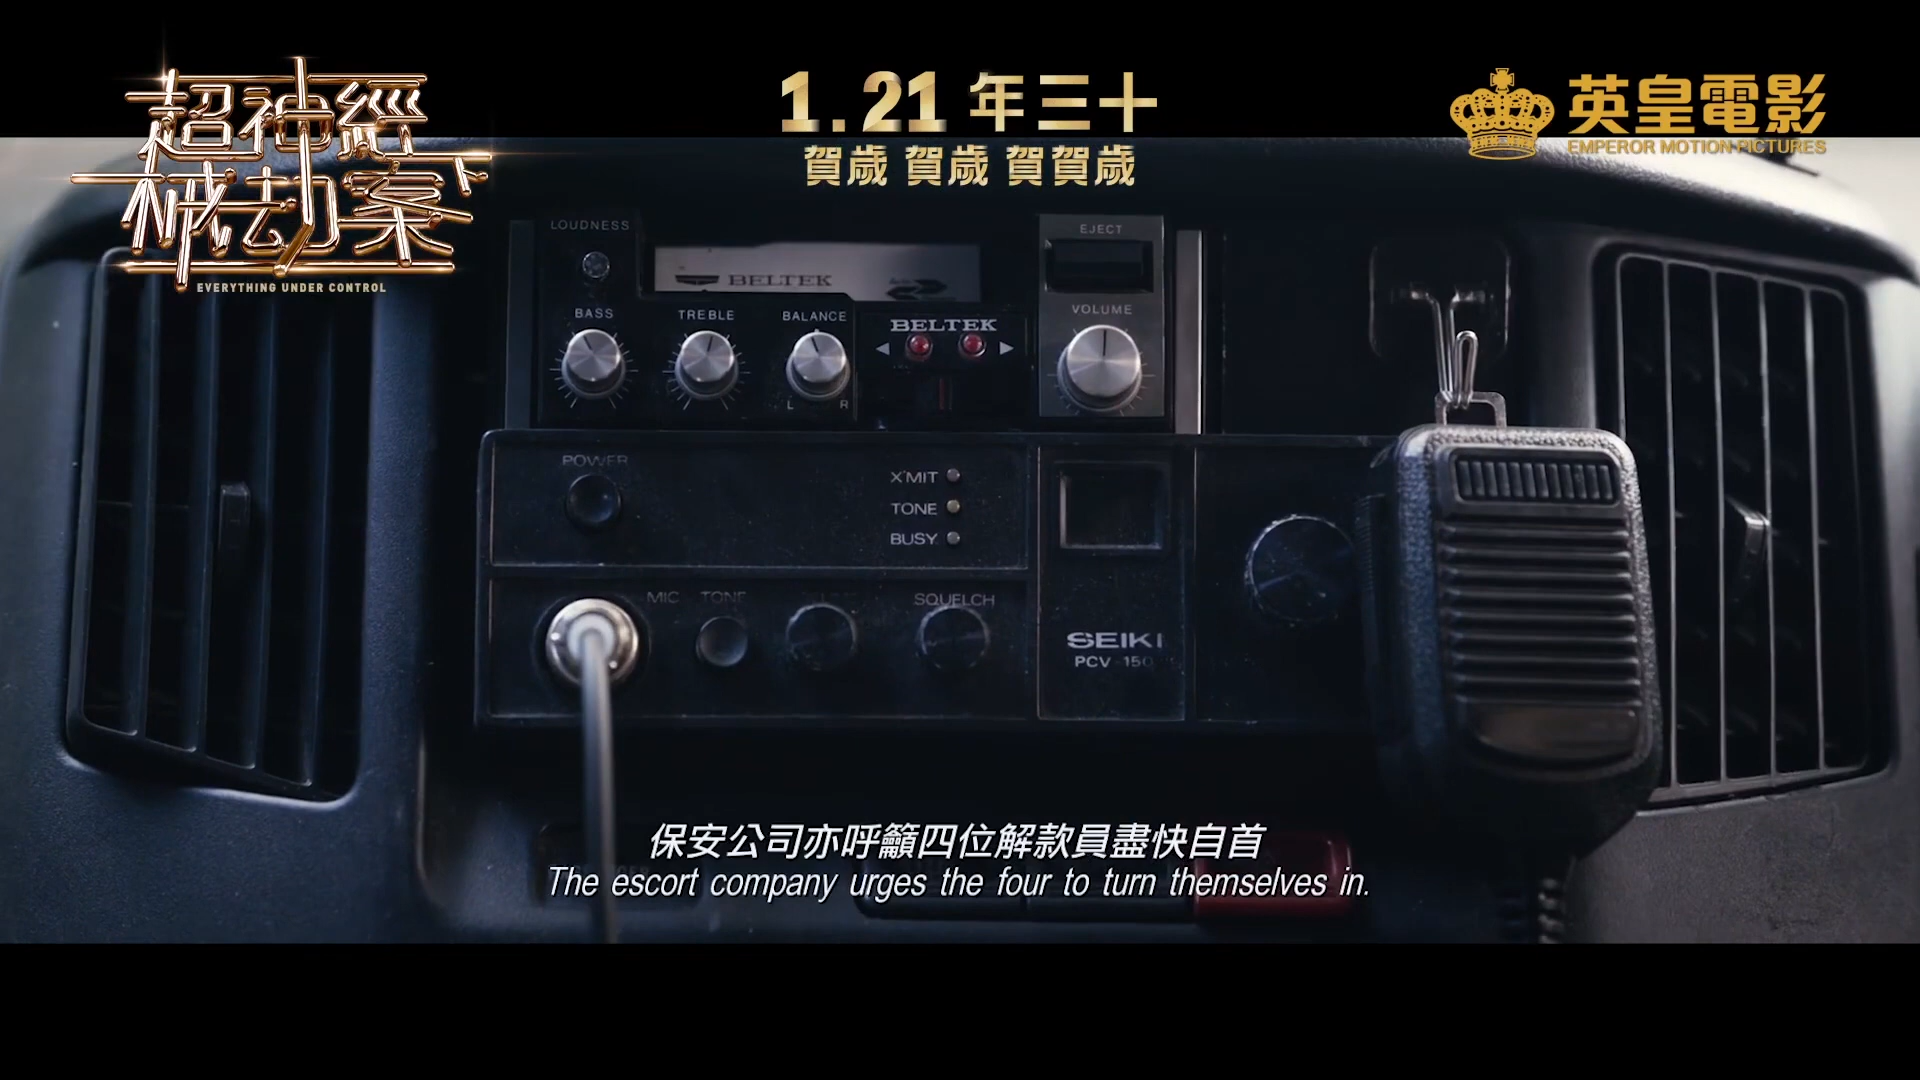 超神經
械劫案下
EVERYTHING UNDER CONTROL
1.21 年三十
賀歲 賀歲 賀賀歲
英皇電影
EMPEROR MOTION PICTURES
LOUDNESS
BELTEK
EJECT
BASS
TREBLE
BALANCE
L R
BELTEK
VOLUME
POWER
X'MIT
TONE
BUSY
MIC
TONE
SQUELCH
SEIKI
PCV-150
保安公司亦呼籲四位解款員盡快自首
The escort company urges the four to turn themselves in.